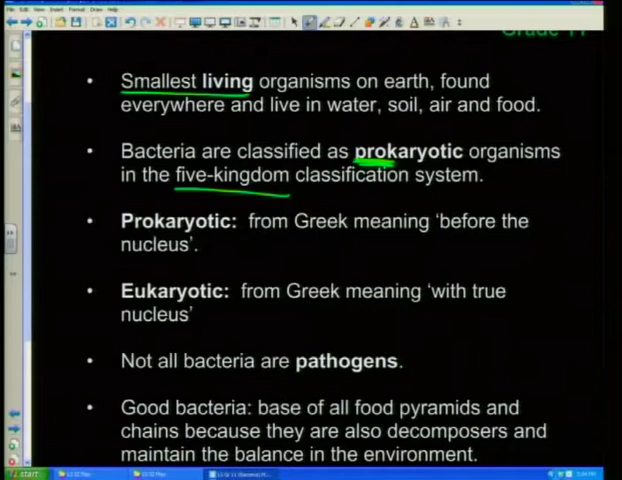 Grade 11
• Smallest living organisms on earth, found
everywhere and live in water, soil, air and food.
• Bacteria are classified as prokaryotic organisms
in the five-kingdom classification system.
• Prokaryotic: from Greek meaning ‘before the
nucleus’.
• Eukaryotic: from Greek meaning ‘with true
nucleus’
• Not all bacteria are pathogens.
• Good bacteria: base of all food pyramids and
chains because they are also decomposers and
maintain the balance in the environment.
START